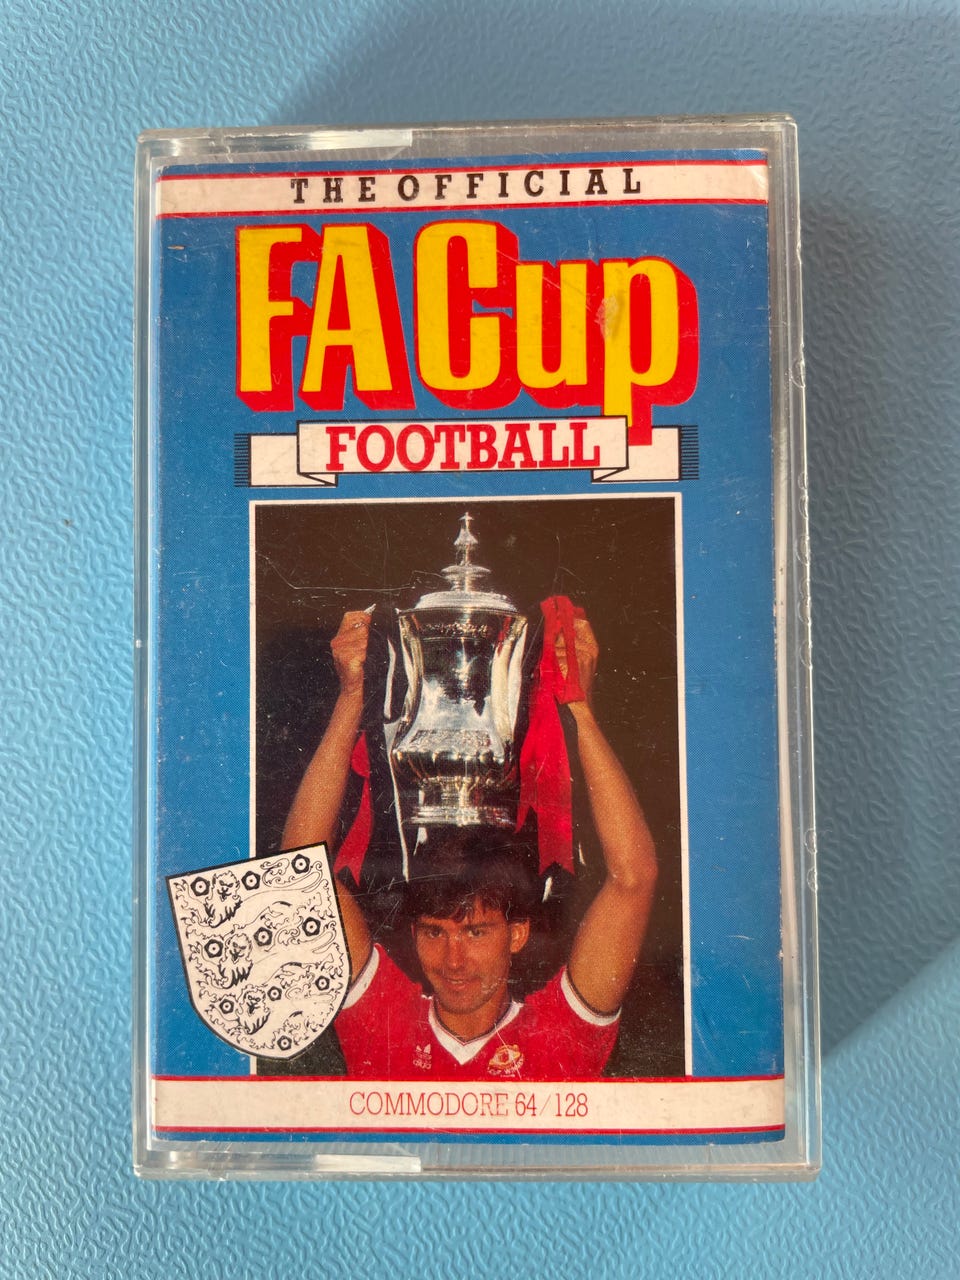 THE OFFICIAL
FA Cup
FOOTBALL
COMMODORE 64/128